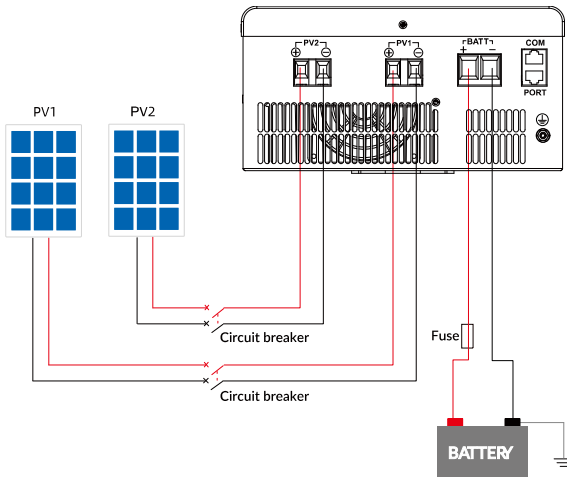 PV2
PV1
BATT
COM
+ − + − + −
PORT
PV1
PV2
Circuit breaker
Fuse
Circuit breaker
BATTERY